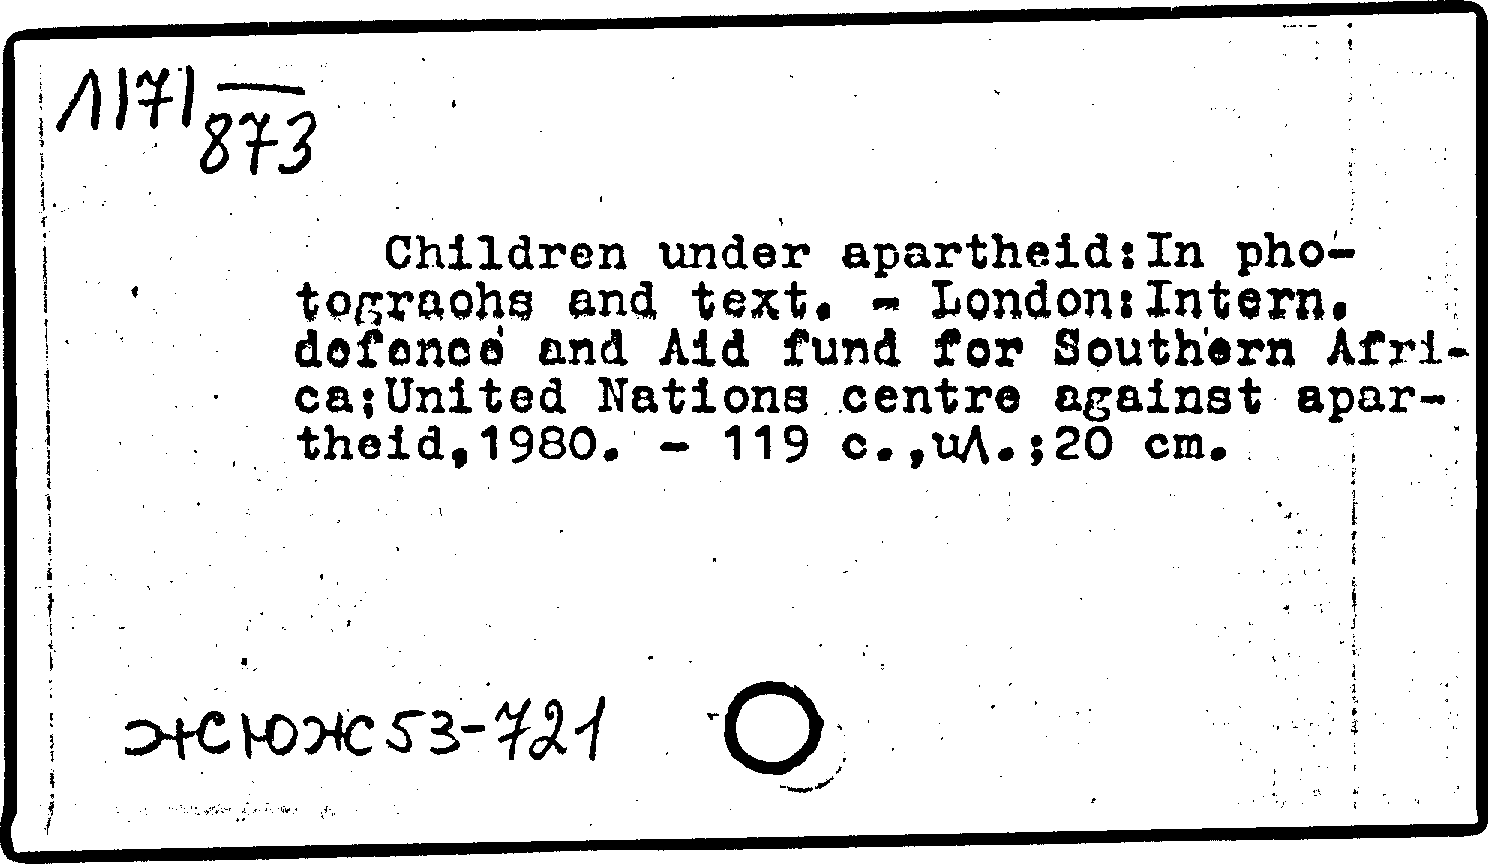 1171
873
Children under apartheid:In pho-
tograohs and text. - London:Intern.
defence and Aid fund for Southern Afri-
ca;United Nations centre against apar-
theid,1980. - 119 c.,ил.;20 cm.
жюж53-721